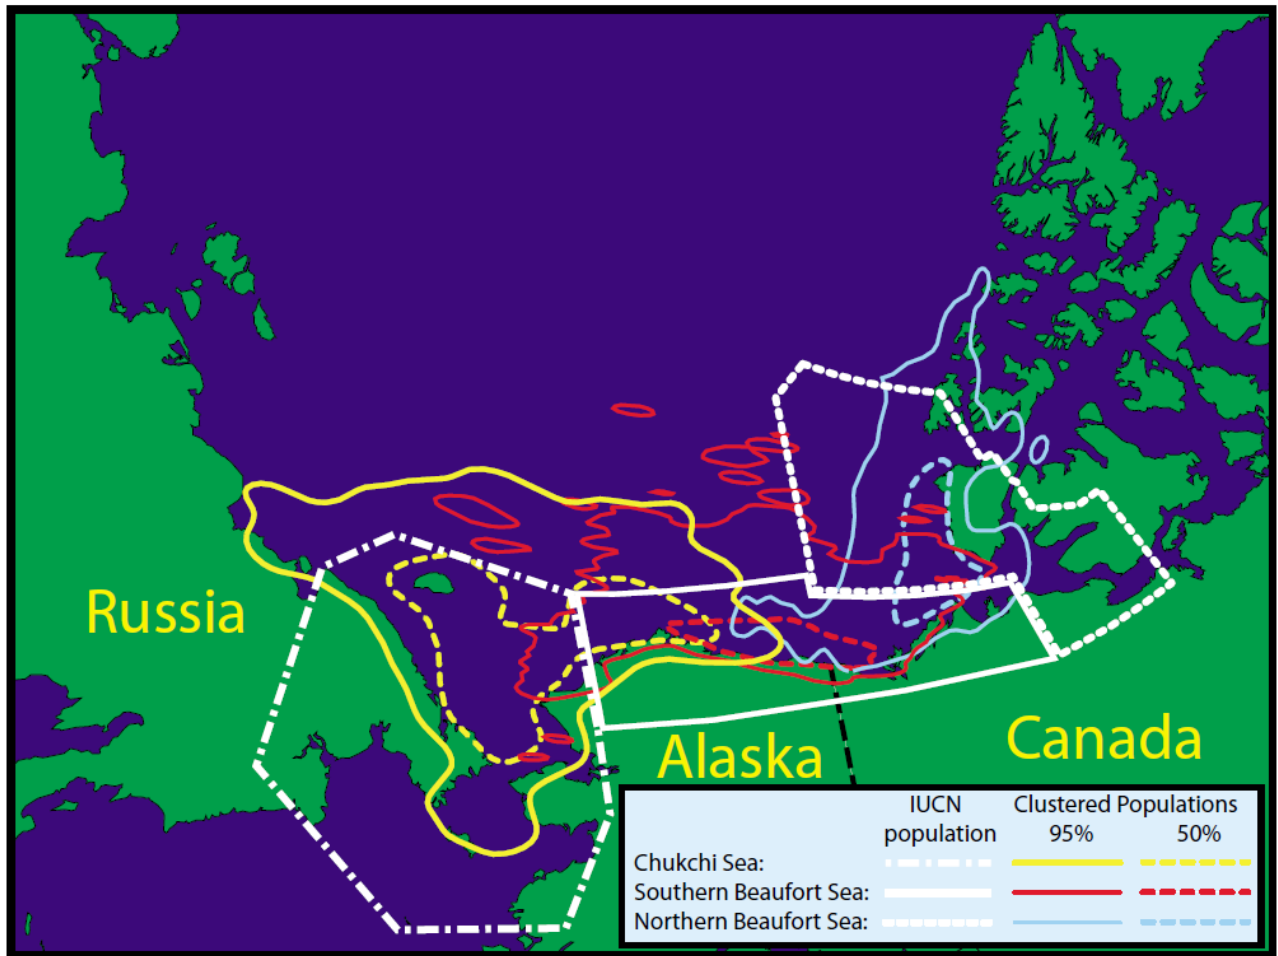 Russia
Alaska
Canada
IUCN Clustered Populations
population 95% 50%
Chukchi Sea:
Southern Beaufort Sea:
Northern Beaufort Sea: